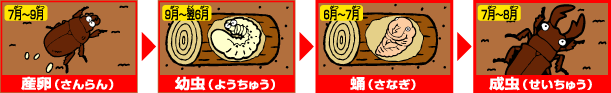 7月~9月
産卵(さんらん)
9月~翌6月
幼虫(ようちゅう)
6月~7月
蛹(さなぎ)
7月~8月
成虫(せいちゅう)